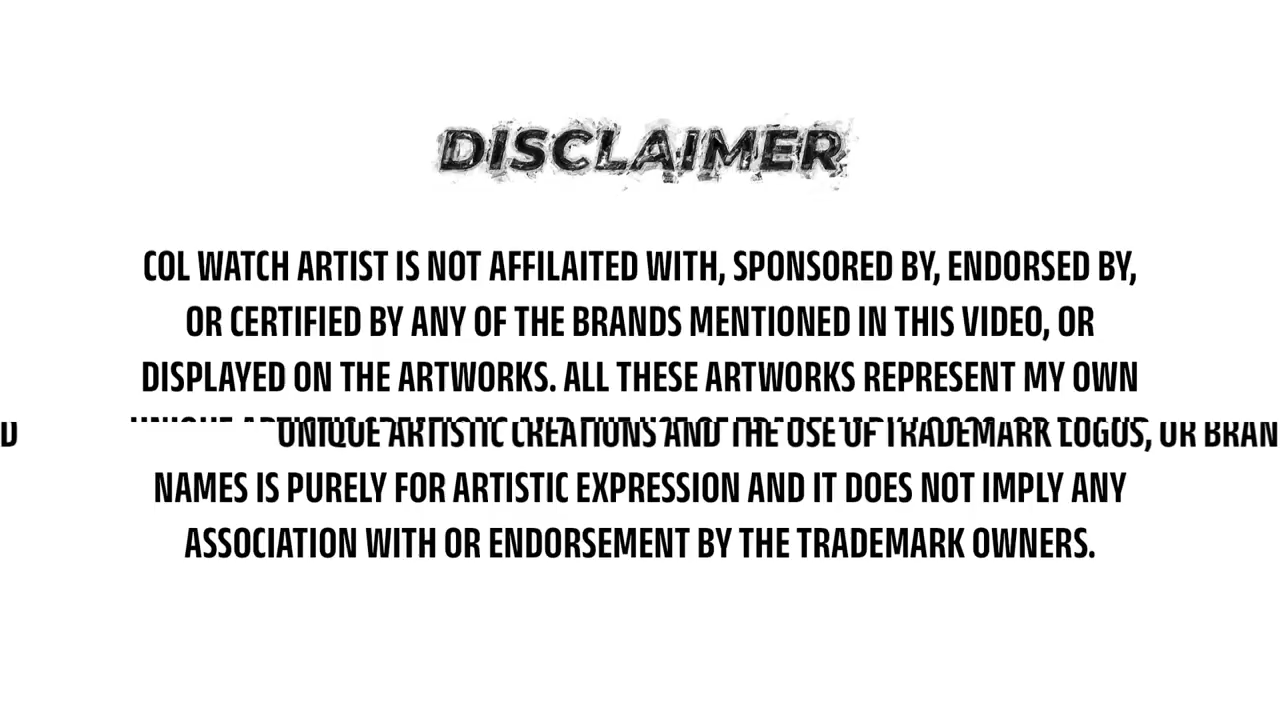 DISCLAIMER
COL WATCH ARTIST IS NOT AFFILAITED WITH, SPONSORED BY, ENDORSED BY,
OR CERTIFIED BY ANY OF THE BRANDS MENTIONED IN THIS VIDEO, OR
DISPLAYED ON THE ARTWORKS. ALL THESE ARTWORKS REPRESENT MY OWN
UNIQUE ARTISTIC CREATIONS AND THE USE OF TRADEMARK LOGOS, OR BRAND
NAMES IS PURELY FOR ARTISTIC EXPRESSION AND IT DOES NOT IMPLY ANY
ASSOCIATION WITH OR ENDORSEMENT BY THE TRADEMARK OWNERS.